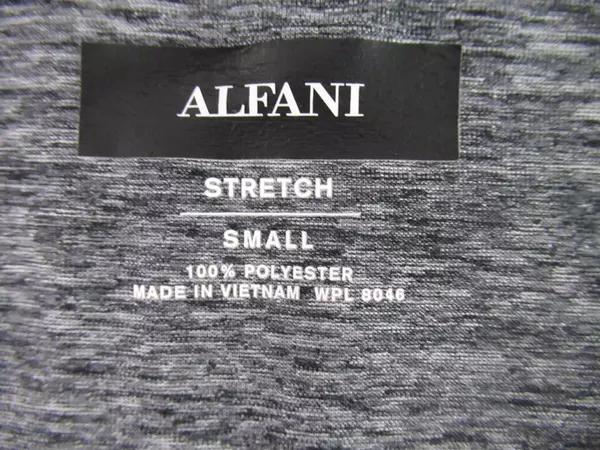 ALFANI
STRETCH
SMALL
100% POLYESTER
MADE IN VIETNAM WPL 8046